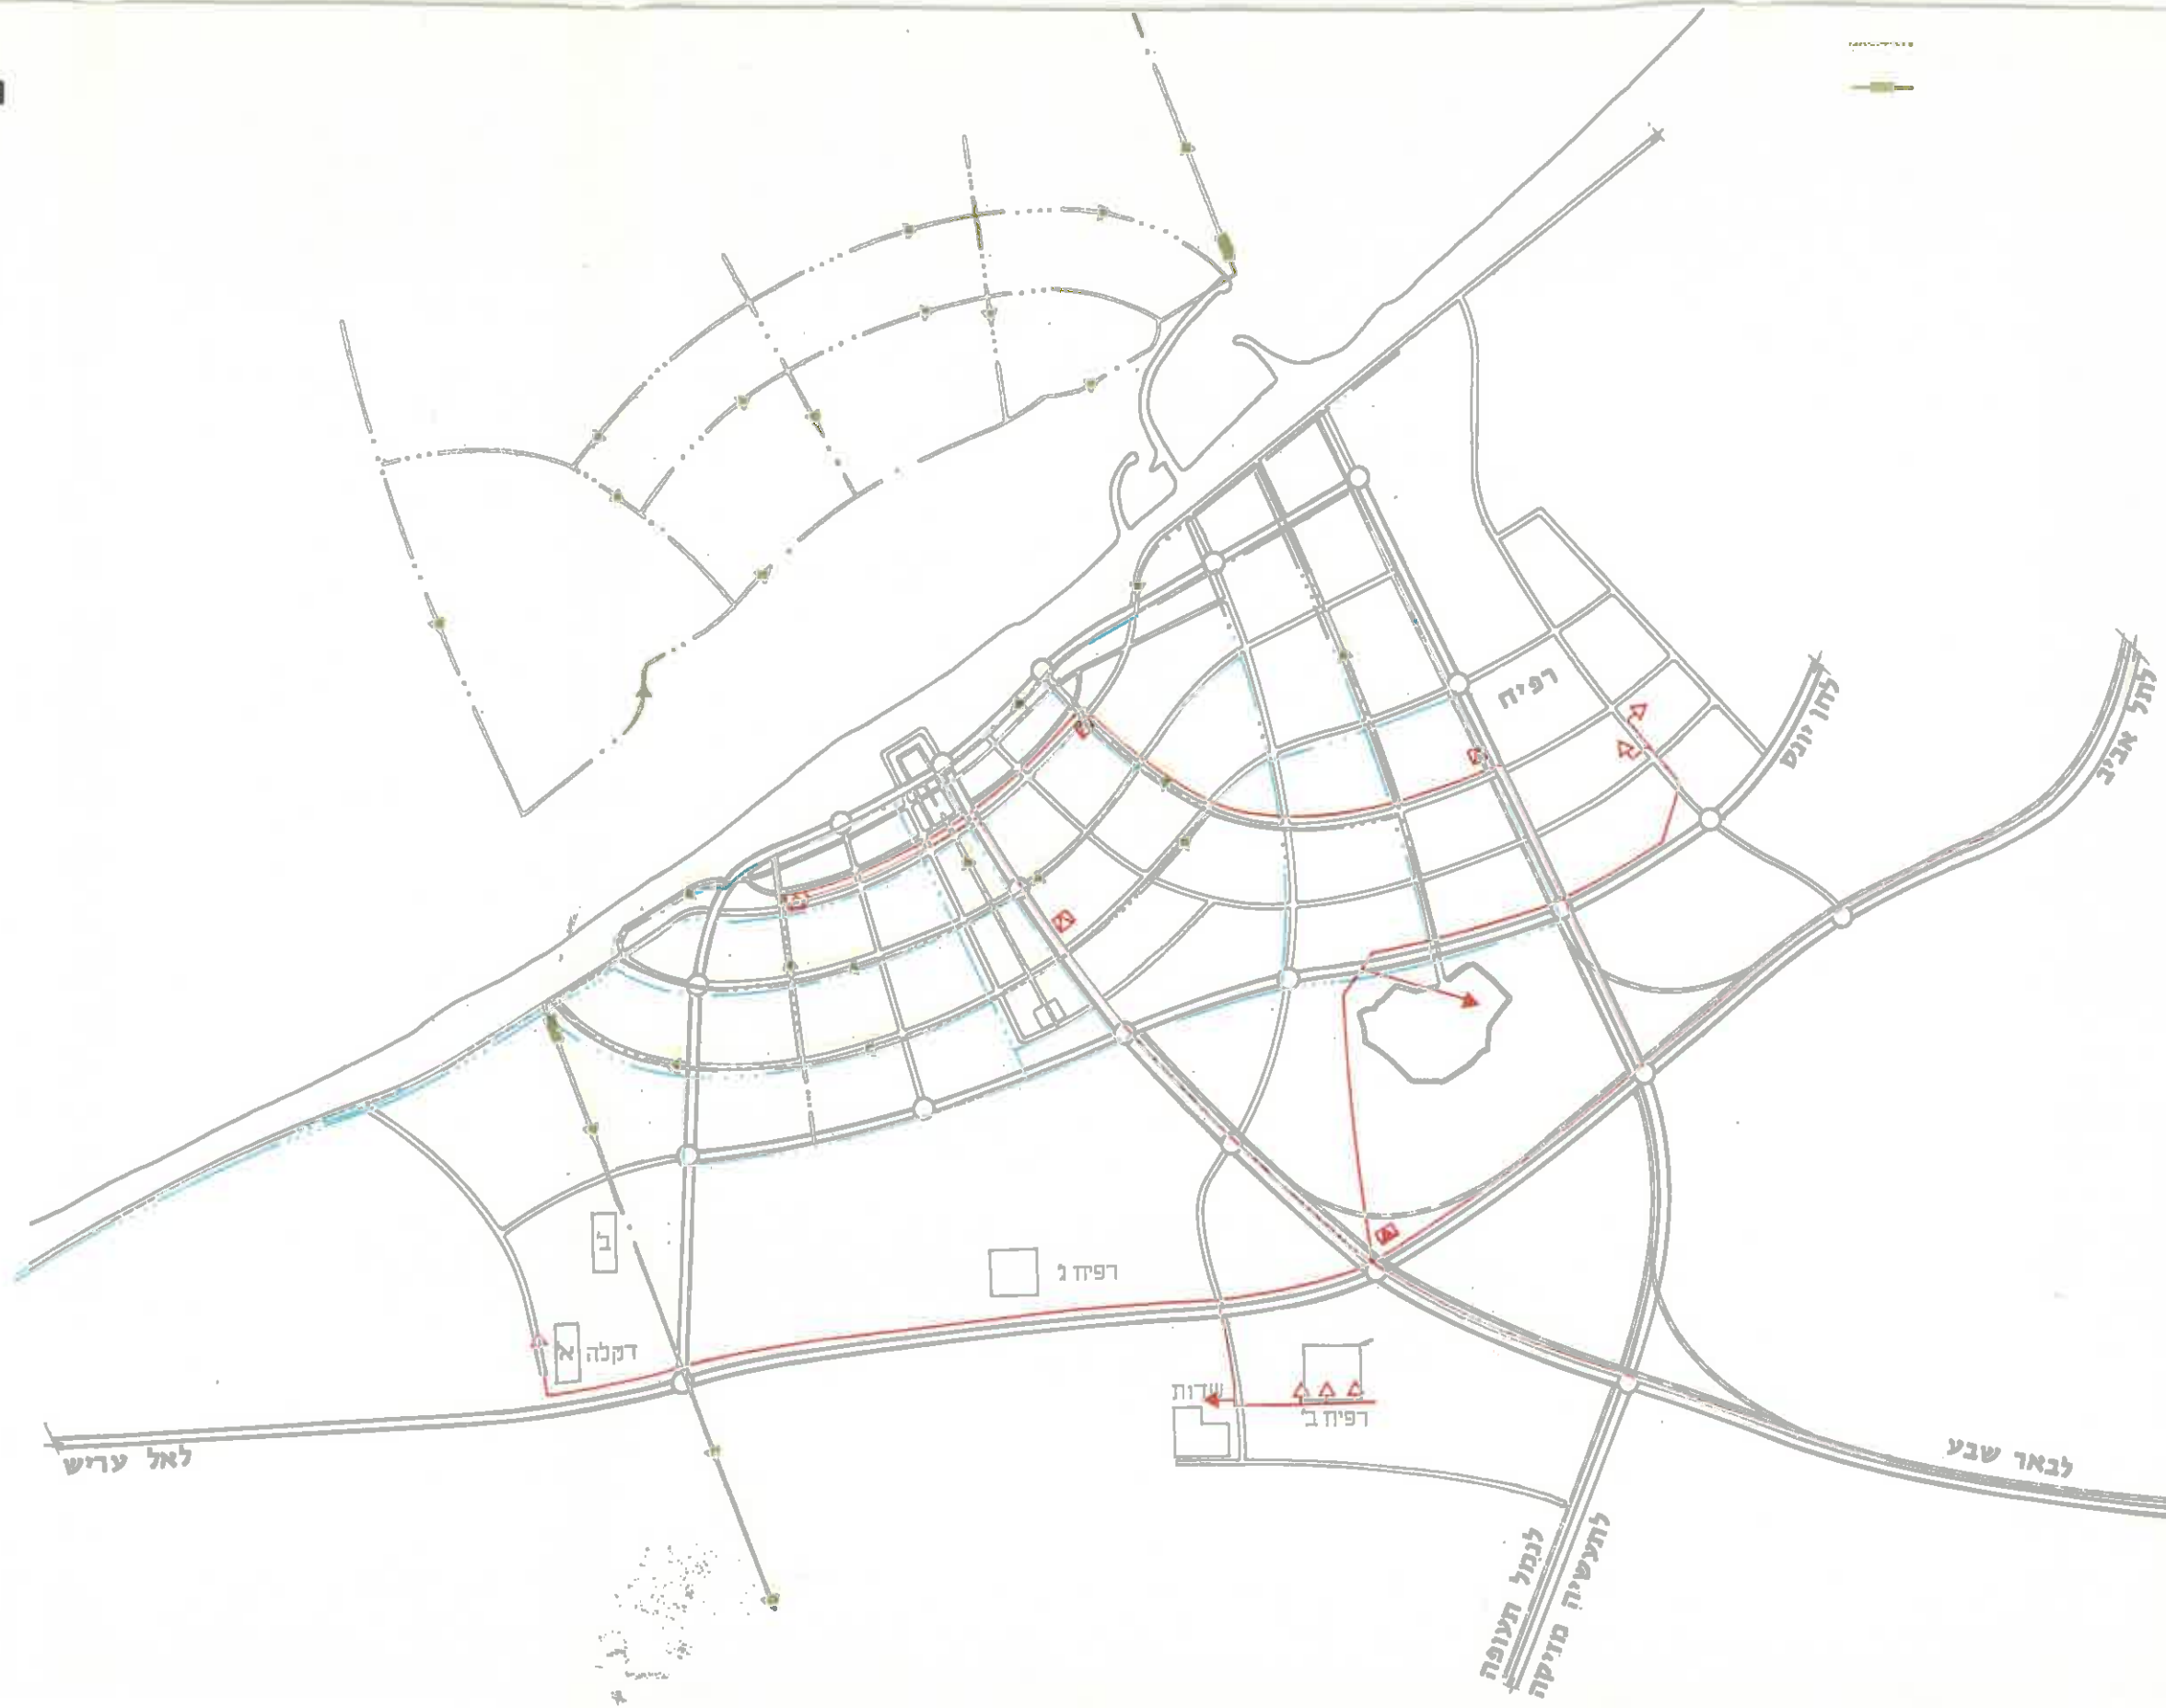 רפיח
לחן יונס
לתל אביב
ב'
רפיח ג'
דקלה א'
שדות
רפיח ב'
לאל עריש
לבאר שבע
לנמל תעופה
לתעשיה מזיקה